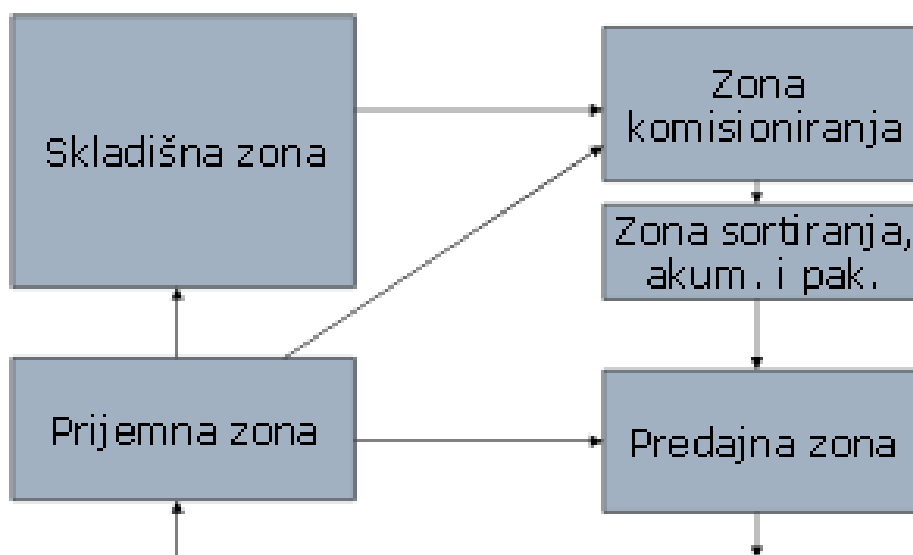 Skladišna zona
Zona
komisioniranja
Zona sortiranja,
akum. i pak.
Prijemna zona
Predajna zona